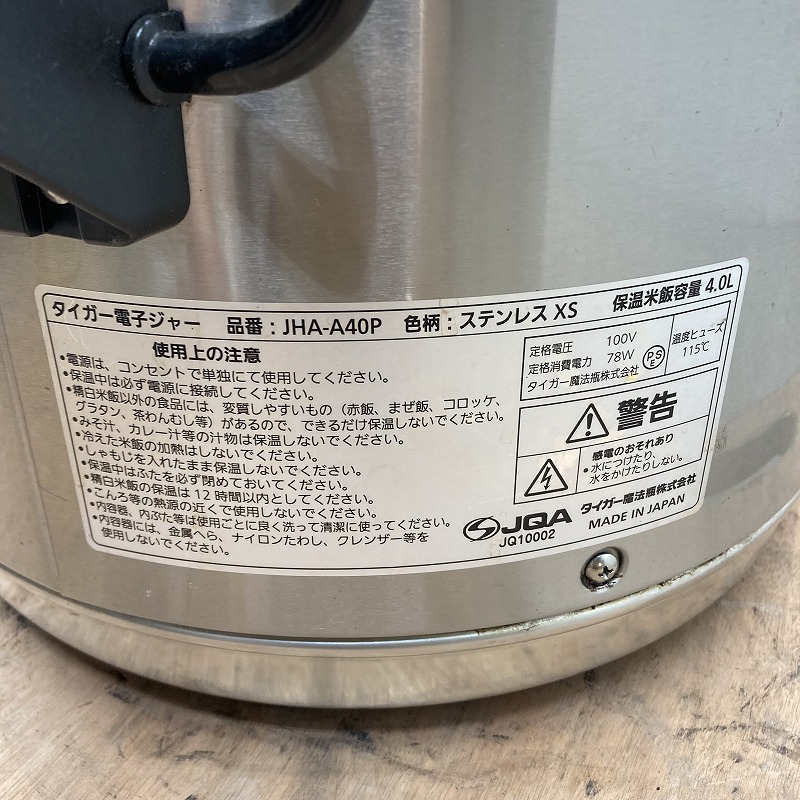 タイガー電子ジャー 品番：JHA-A40P 色柄：ステンレス XS 保温米飯容量 4.0L
使用上の注意
•電源は、コンセントで単独にて使用してください。
•保温中は必ず電源に接続してください。
•精白米飯以外の食品には、変質しやすいもの（赤飯、まぜ飯、コロッケ、
グラタン、茶わんむし等）があるので、できるだけ保温しないでください。
•みそ汁、カレー汁等の汁物は保温しないでください。
•冷えた米飯の加熱はしないでください。
•しゃもじを入れたまま保温しないでください。
•保温中はふたを必ず閉めておいてください。
•精白米飯の保温は12時間以内としてください。
•こんろ等の熱源の近くで使用しないでください。
•内容器、内ぶた等は使用ごとに良く洗って清潔に使ってください。
•内容器には、金属へら、ナイロンたわし、クレンザー等を
使用しないでください。
定格電圧 100V
定格消費電力 78W
タイガー魔法瓶株式会社
PSE
温度ヒューズ
115℃
警告
感電のおそれあり
•水につけたり、
水をかけたりしない。
JQA
JQ10002
タイガー魔法瓶株式会社
MADE IN JAPAN